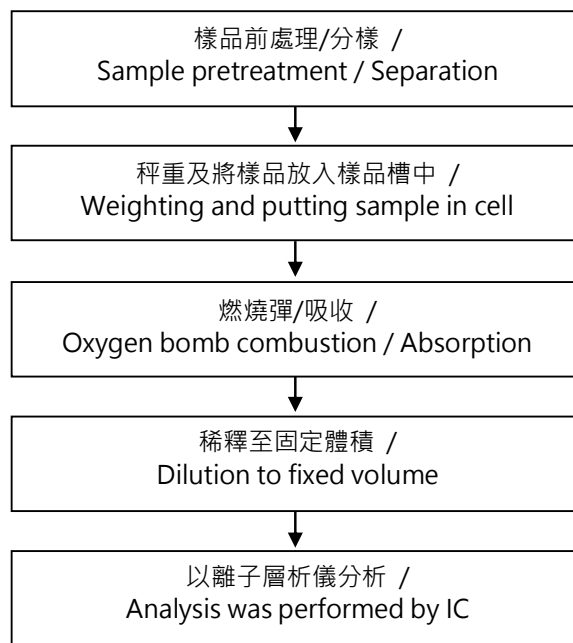 樣品前處理/分樣 /
Sample pretreatment / Separation
秤重及將樣品放入樣品槽中 /
Weighting and putting sample in cell
燃燒彈/吸收 /
Oxygen bomb combustion / Absorption
稀釋至固定體積 /
Dilution to fixed volume
以離子層析儀分析 /
Analysis was performed by IC